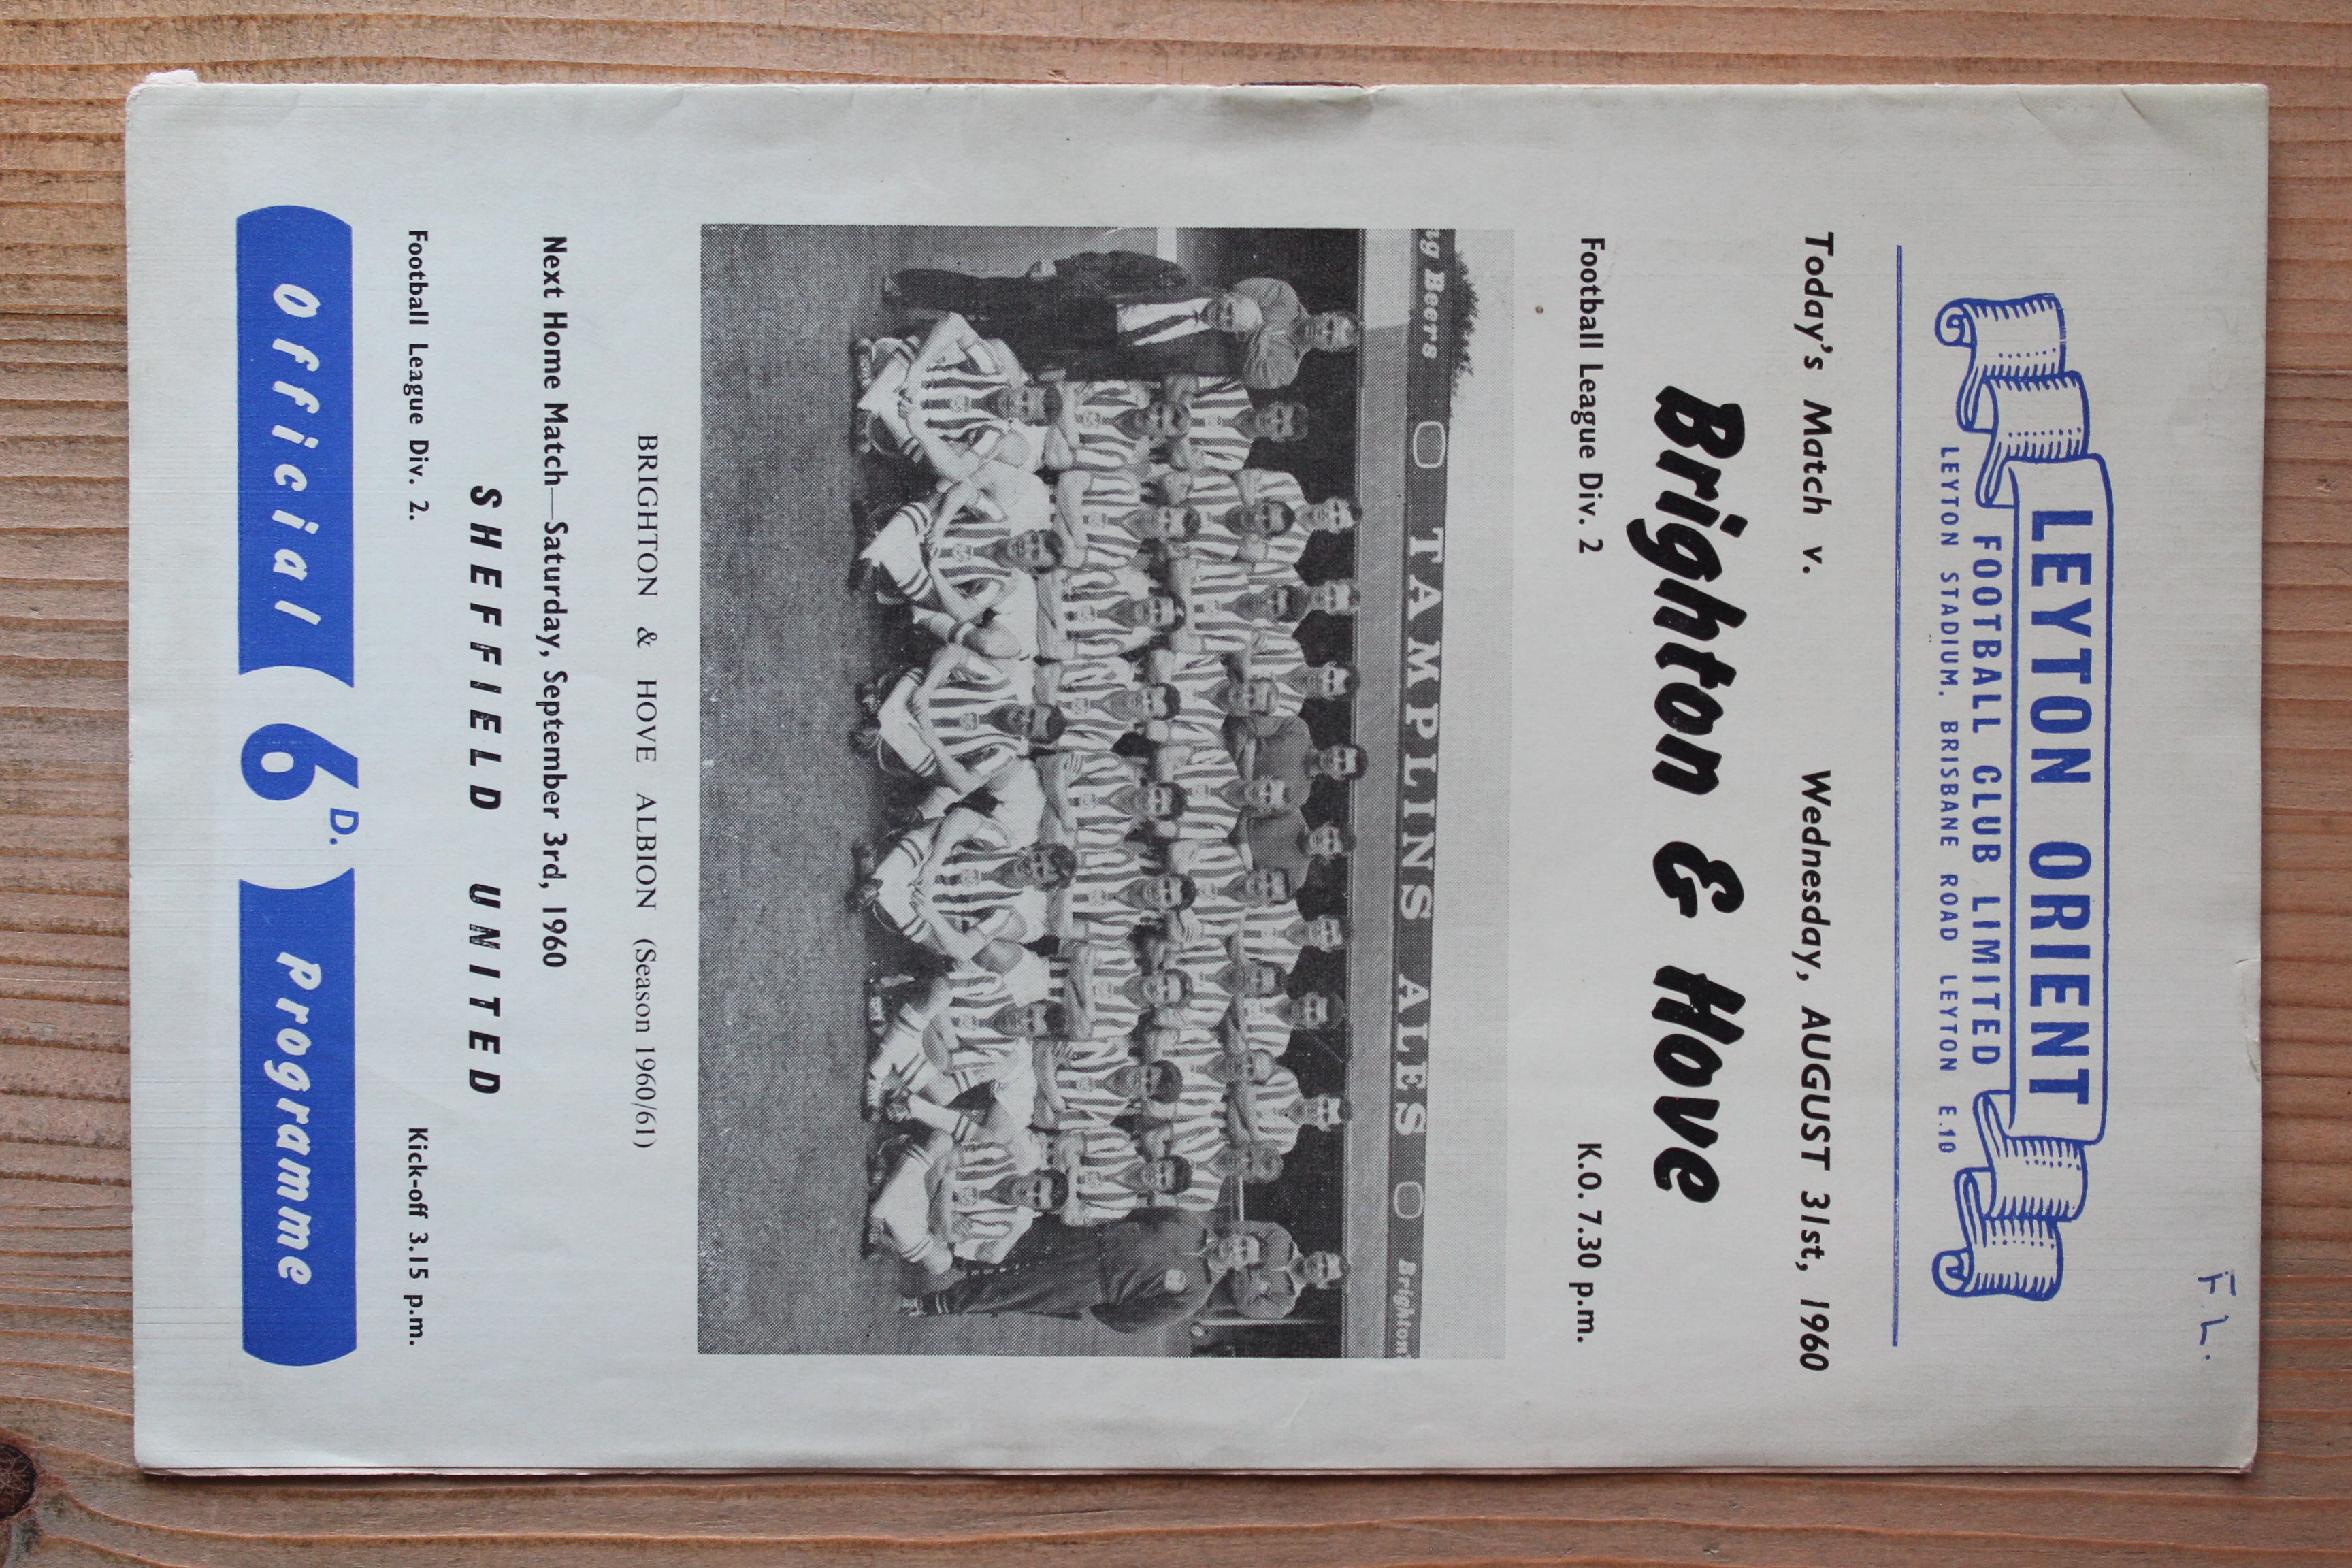 F. L.
LEYTON ORIENT
FOOTBALL CLUB LIMITED
LEYTON STADIUM, BRISBANE ROAD LEYTON E.10
Today's Match v. Wednesday, AUGUST 31st, 1960
Brighton & Hove
Football League Div. 2 K.O. 7.30 p.m.
ng Beers TAMPLINS ALES Brighton
BRIGHTON & HOVE ALBION (Season 1960/61)
Next Home Match—Saturday, September 3rd, 1960
SHEFFIELD UNITED
Football League Div. 2. Kick-off 3.15 p.m.
Official 6D. Programme